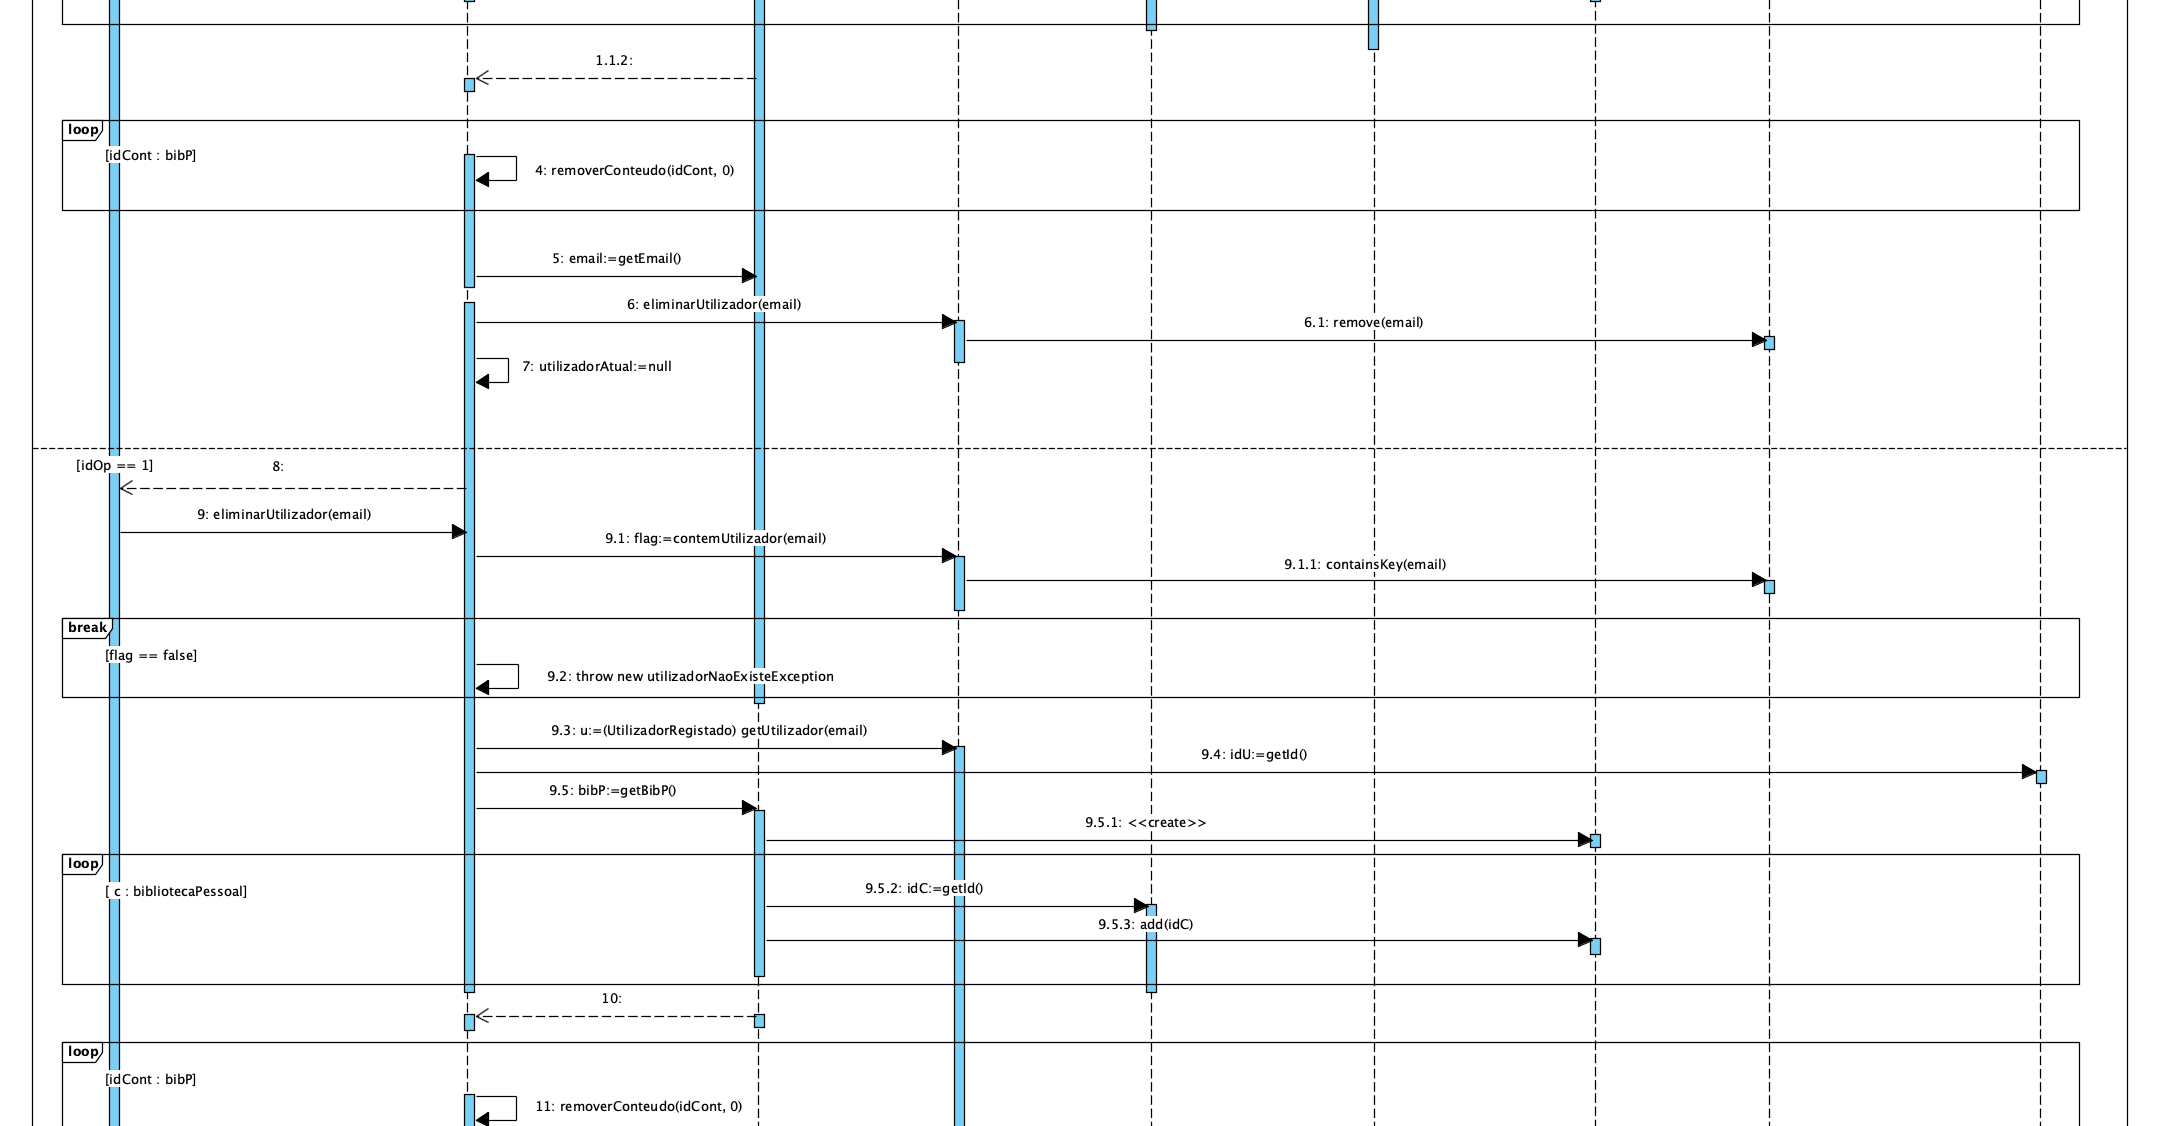 1.1.2:
loop
[idCont : bibP]
4: removerConteudo(idCont, 0)
5: email:=getEmail()
6: eliminarUtilizador(email)
6.1: remove(email)
7: utilizadorAtual:=null
[idOp == 1]
8:
9: eliminarUtilizador(email)
9.1: flag:=contemUtilizador(email)
9.1.1: containsKey(email)
break
[flag == false]
9.2: throw new utilizadorNaoExisteException
9.3: u:=(UtilizadorRegistado) getUtilizador(email)
9.4: idU:=getId()
9.5: bibP:=getBibP()
9.5.1: <<create>>
loop
[ c : bibliotecaPessoal]
9.5.2: idC:=getId()
9.5.3: add(idC)
10:
loop
[idCont : bibP]
11: removerConteudo(idCont, 0)